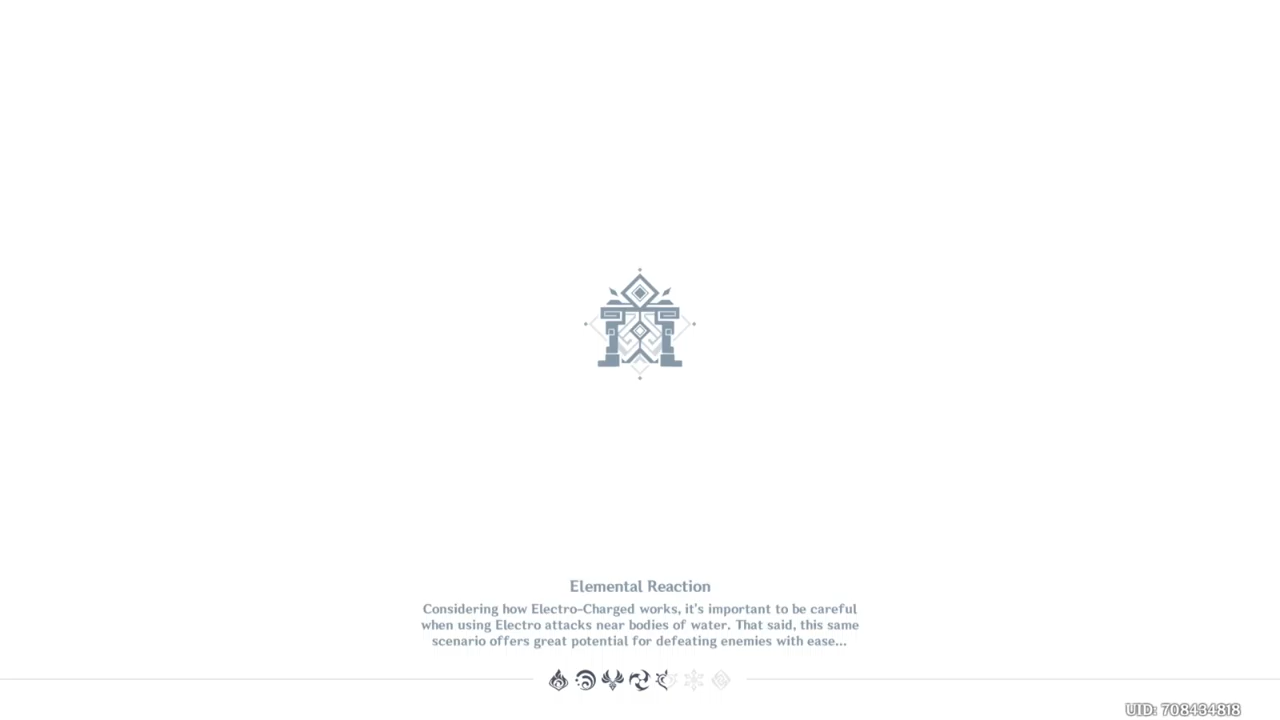 Elemental Reaction
Considering how Electro-Charged works, it's important to be careful
when using Electro attacks near bodies of water. That said, this same
scenario offers great potential for defeating enemies with ease...
UID: 708434818